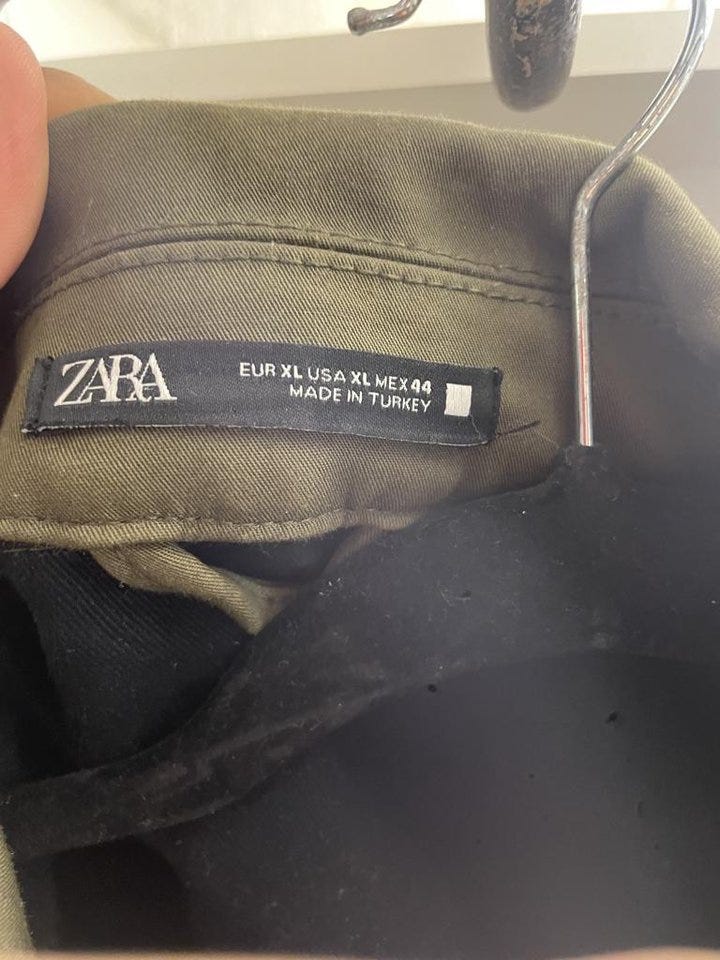 ZARA
EUR XL USA XL MEX 44
MADE IN TURKEY